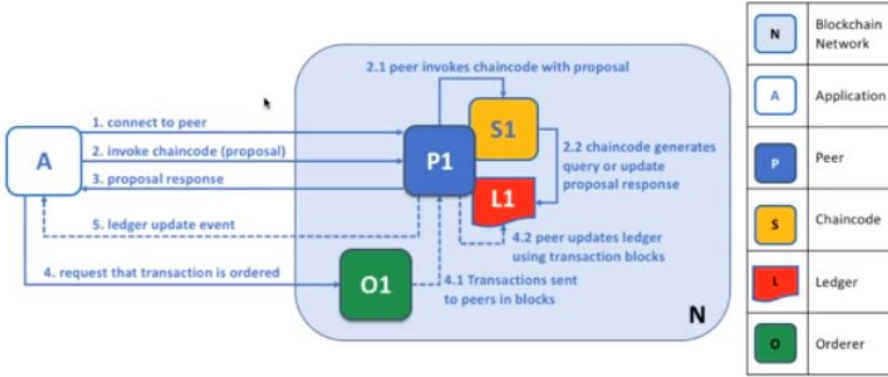 2.1 peer invokes chaincode with proposal
1. connect to peer
2. invoke chaincode (proposal)
3. proposal response
A
P1
S1
2.2 chaincode generates
query or update
proposal response
L1
5. ledger update event
4.2 peer updates ledger
using transaction blocks
4. request that transaction is ordered
O1
4.1 Transactions sent
to peers in blocks
N
N
Blockchain
Network
A
Application
P
Peer
S
Chaincode
L
Ledger
O
Orderer